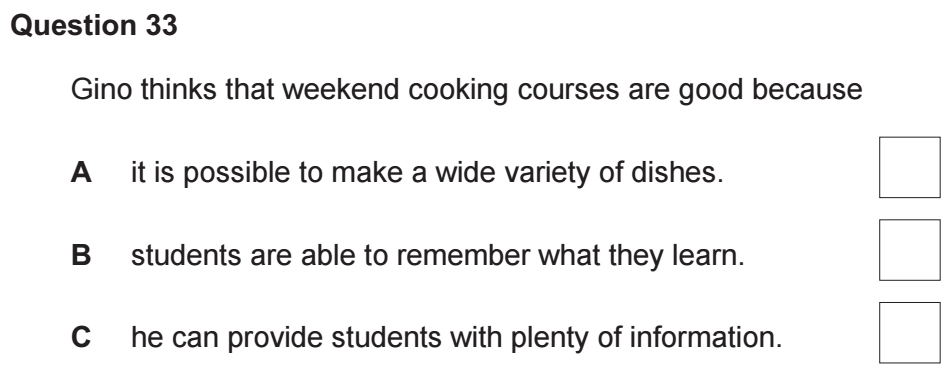 Question 33
Gino thinks that weekend cooking courses are good because
A it is possible to make a wide variety of dishes.
B students are able to remember what they learn.
C he can provide students with plenty of information.